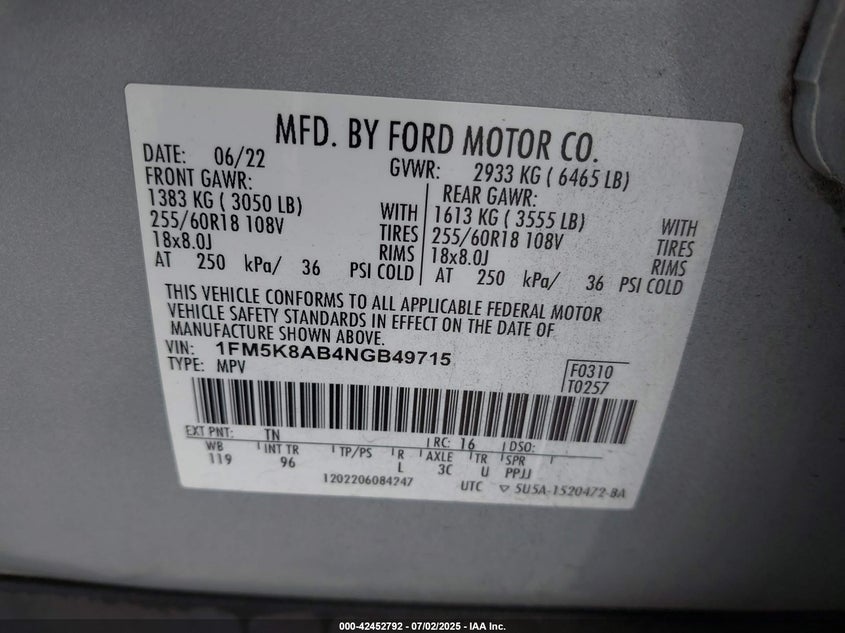 MFD. BY FORD MOTOR CO.
DATE: 06/22 GVWR: 2933 KG ( 6465 LB)
FRONT GAWR: REAR GAWR:
1383 KG ( 3050 LB) WITH 1613 KG ( 3555 LB) WITH
255/60R18 108V TIRES 255/60R18 108V TIRES
18x8.0J RIMS 18x8.0J RIMS
AT 250 kPa/ 36 PSI COLD AT 250 kPa/ 36 PSI COLD
THIS VEHICLE CONFORMS TO ALL APPLICABLE FEDERAL MOTOR
VEHICLE SAFETY STANDARDS IN EFFECT ON THE DATE OF
MANUFACTURE SHOWN ABOVE.
VIN: 1FM5K8AB4NGB49715
TYPE: MPV
F0310
T0257
EXT PNT: TN RC: 16 DSO:
WB INT TR TP/PS R AXLE TR SPR
119 96 L 3C U PPJJ
1202206084247 UTC ▽ 5U5A-1520472-BA
000-42452792 - 07/02/2025 - IAA Inc.